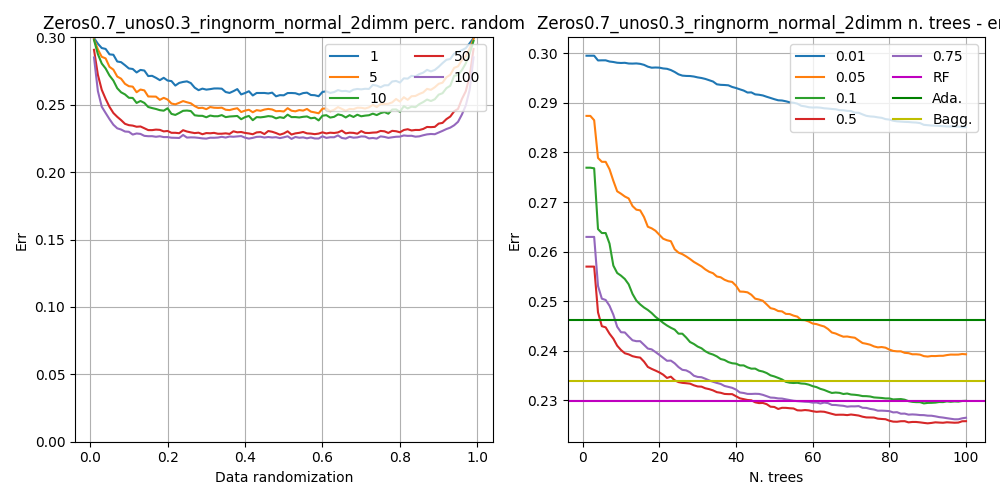 Zeros0.7_unos0.3_ringnorm_normal_2dimm perc. random
0.30
0.25
0.20
0.15
0.10
0.05
0.00
Err
0.0 0.2 0.4 0.6 0.8 1.0
Data randomization
1 50
5 100
10
Zeros0.7_unos0.3_ringnorm_normal_2dimm n. trees - er
0.30
0.29
0.28
0.27
0.26
0.25
0.24
0.23
Err
0 20 40 60 80 100
N. trees
0.01 0.75
0.05 RF
0.1 Ada.
0.5 Bagg.